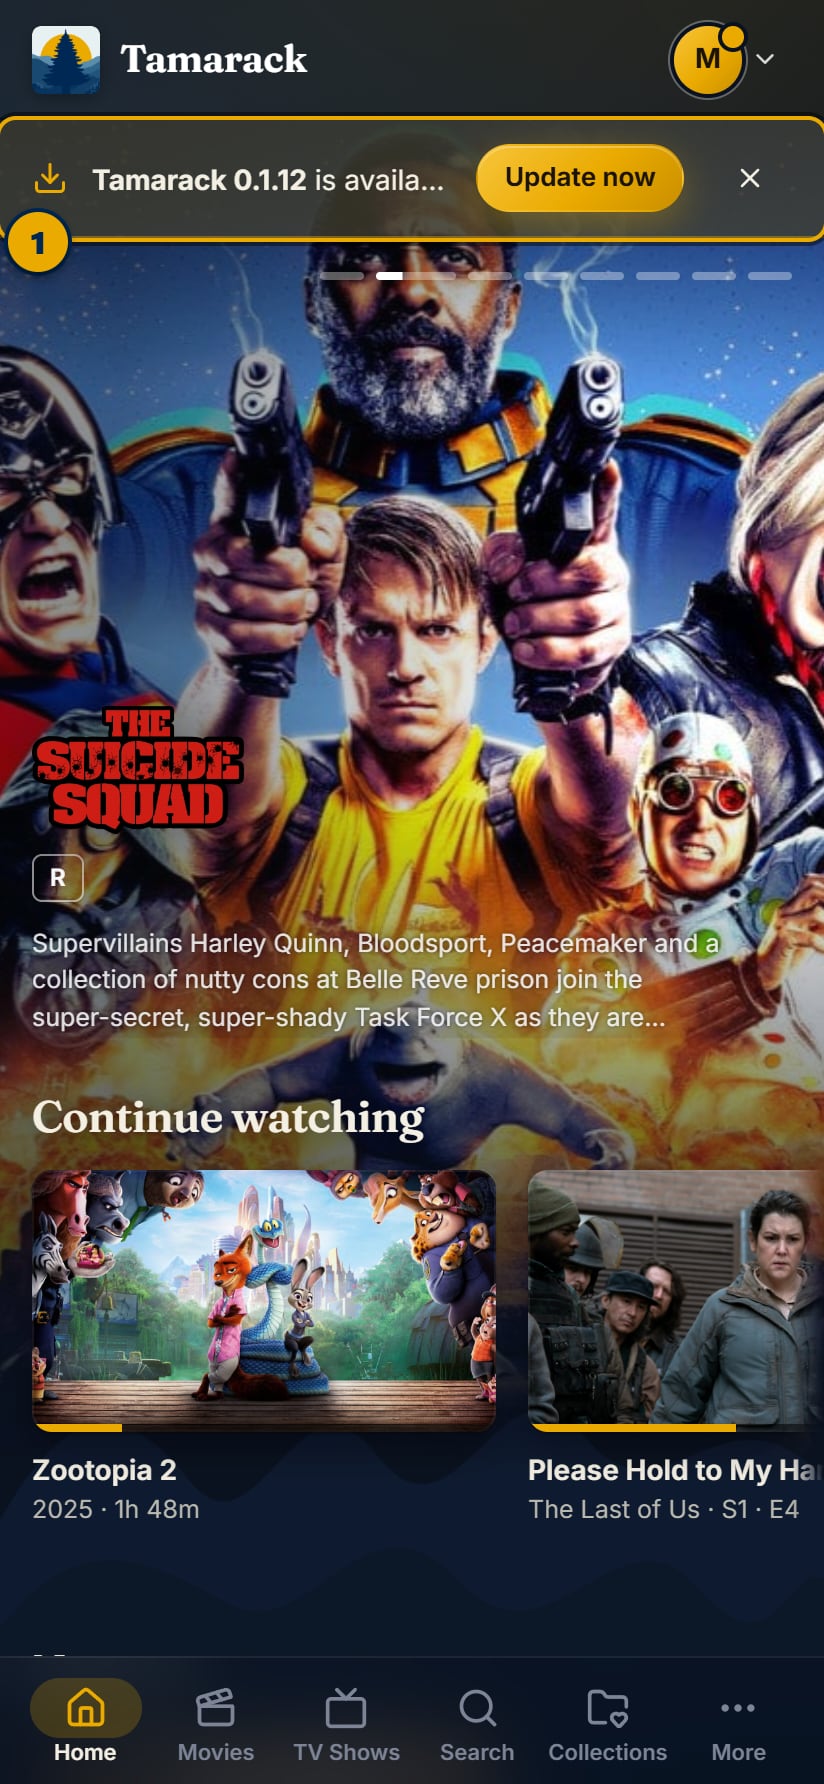 Tamarack
M
Tamarack 0.1.12 is availa...
Update now
1
THE
SUICIDE
SQUAD
R
Supervillains Harley Quinn, Bloodsport, Peacemaker and a
collection of nutty cons at Belle Reve prison join the
super-secret, super-shady Task Force X as they are...
Continue watching
Zootopia 2
2025 · 1h 48m
Please Hold to My Ha
The Last of Us · S1 · E4
Home
Movies
TV Shows
Search
Collections
More